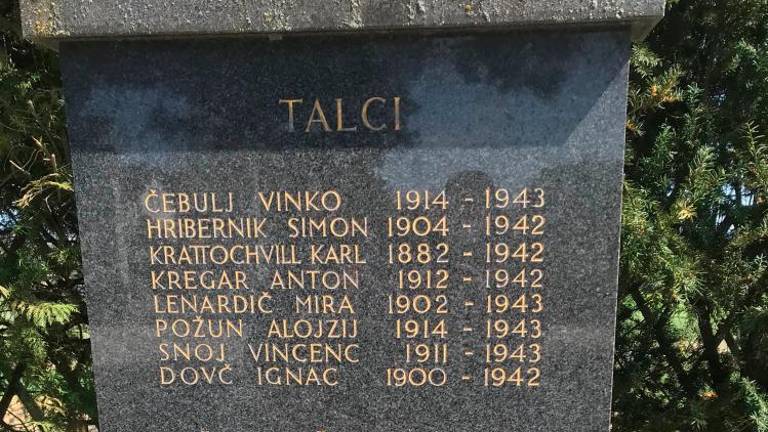 TALCI
ČEBULJ VINKO 1914 - 1943
HRIBERNIK SIMON 1904 - 1942
KRATTOCHVILL KARL 1882 - 1942
KREGAR ANTON 1912 - 1942
LENARDIČ MIRA 1902 - 1943
POŽUN ALOJZIJ 1914 - 1943
SNOJ VINCENC 1911 - 1943
DOVČ IGNAC 1900 - 1942